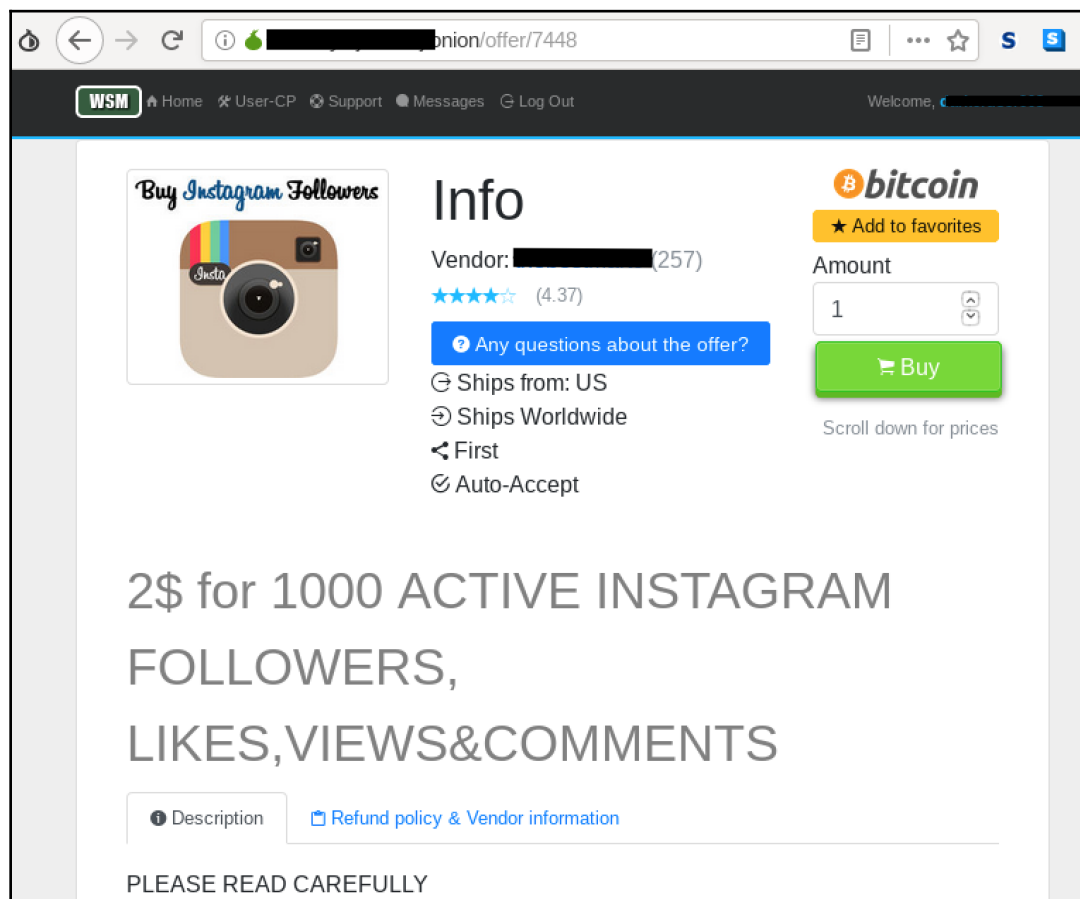 onion/offer/7448
S S
WSM Home User-CP Support Messages Log Out Welcome,
Buy Instagram Followers
Insta
Info
Vendor: (257)
(4.37)
Any questions about the offer?
Ships from: US
Ships Worldwide
First
Auto-Accept
bitcoin
Add to favorites
Amount
1
Buy
Scroll down for prices
2$ for 1000 ACTIVE INSTAGRAM
FOLLOWERS,
LIKES,VIEWS&COMMENTS
Description Refund policy & Vendor information
PLEASE READ CAREFULLY